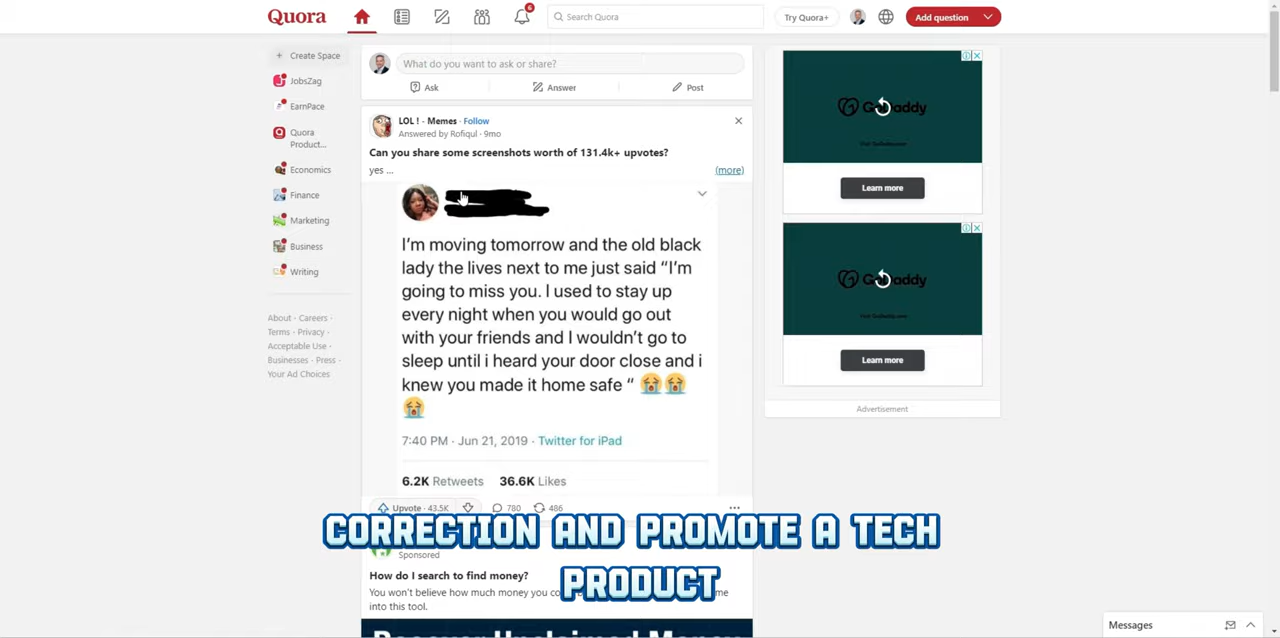 Quora
6
Search Quora
Try Quora+
Add question
+ Create Space
JobsZag
EarnPace
Quora
Product...
Economics
Finance
Marketing
Business
Writing
About · Careers ·
Terms · Privacy ·
Acceptable Use ·
Businesses · Press ·
Your Ad Choices
What do you want to ask or share?
Ask
Answer
Post
LOL ! - Memes · Follow
Answered by Rofiqul · 9mo
Can you share some screenshots worth of 131.4k+ upvotes?
yes ...
(more)
I'm moving tomorrow and the old black
lady the lives next to me just said “I'm
going to miss you. I used to stay up
every night when you would go out
with your friends and I wouldn't go to
sleep until i heard your door close and i
knew you made it home safe “ 😭😭
😭
7:40 PM · Jun 21, 2019 · Twitter for iPad
6.2K Retweets 36.6K Likes
Upvote · 43.5K
780
486
CORRECTION AND PROMOTE A TECH
PRODUCT
Sponsored
How do I search to find money?
You won't believe how much money you
me
into this tool.
GoDaddy
Learn more
GoDaddy
Learn more
Advertisement
Messages